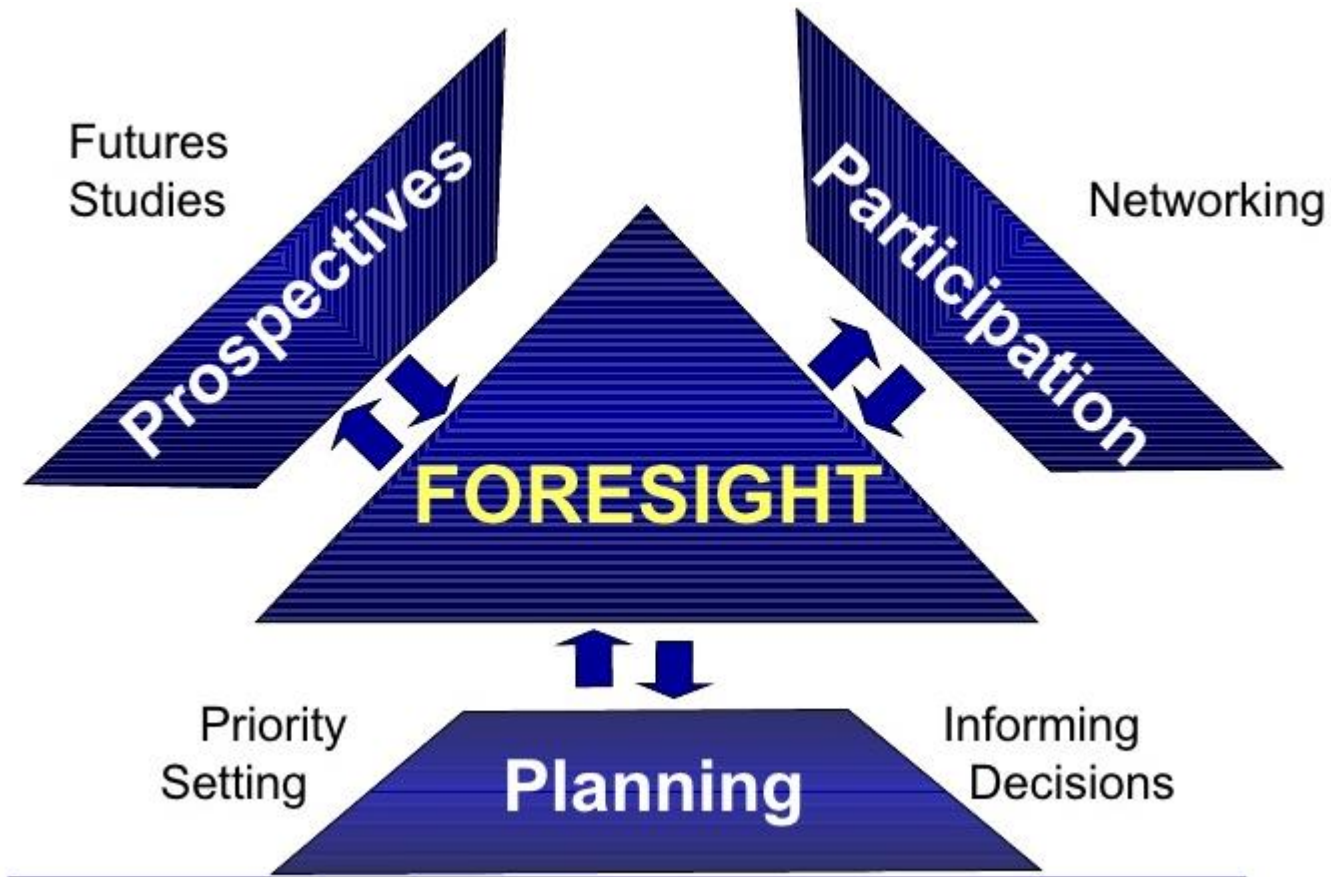 Futures
Studies
Prospectives
Participation
Networking
FORESIGHT
Priority
Setting
Planning
Informing
Decisions